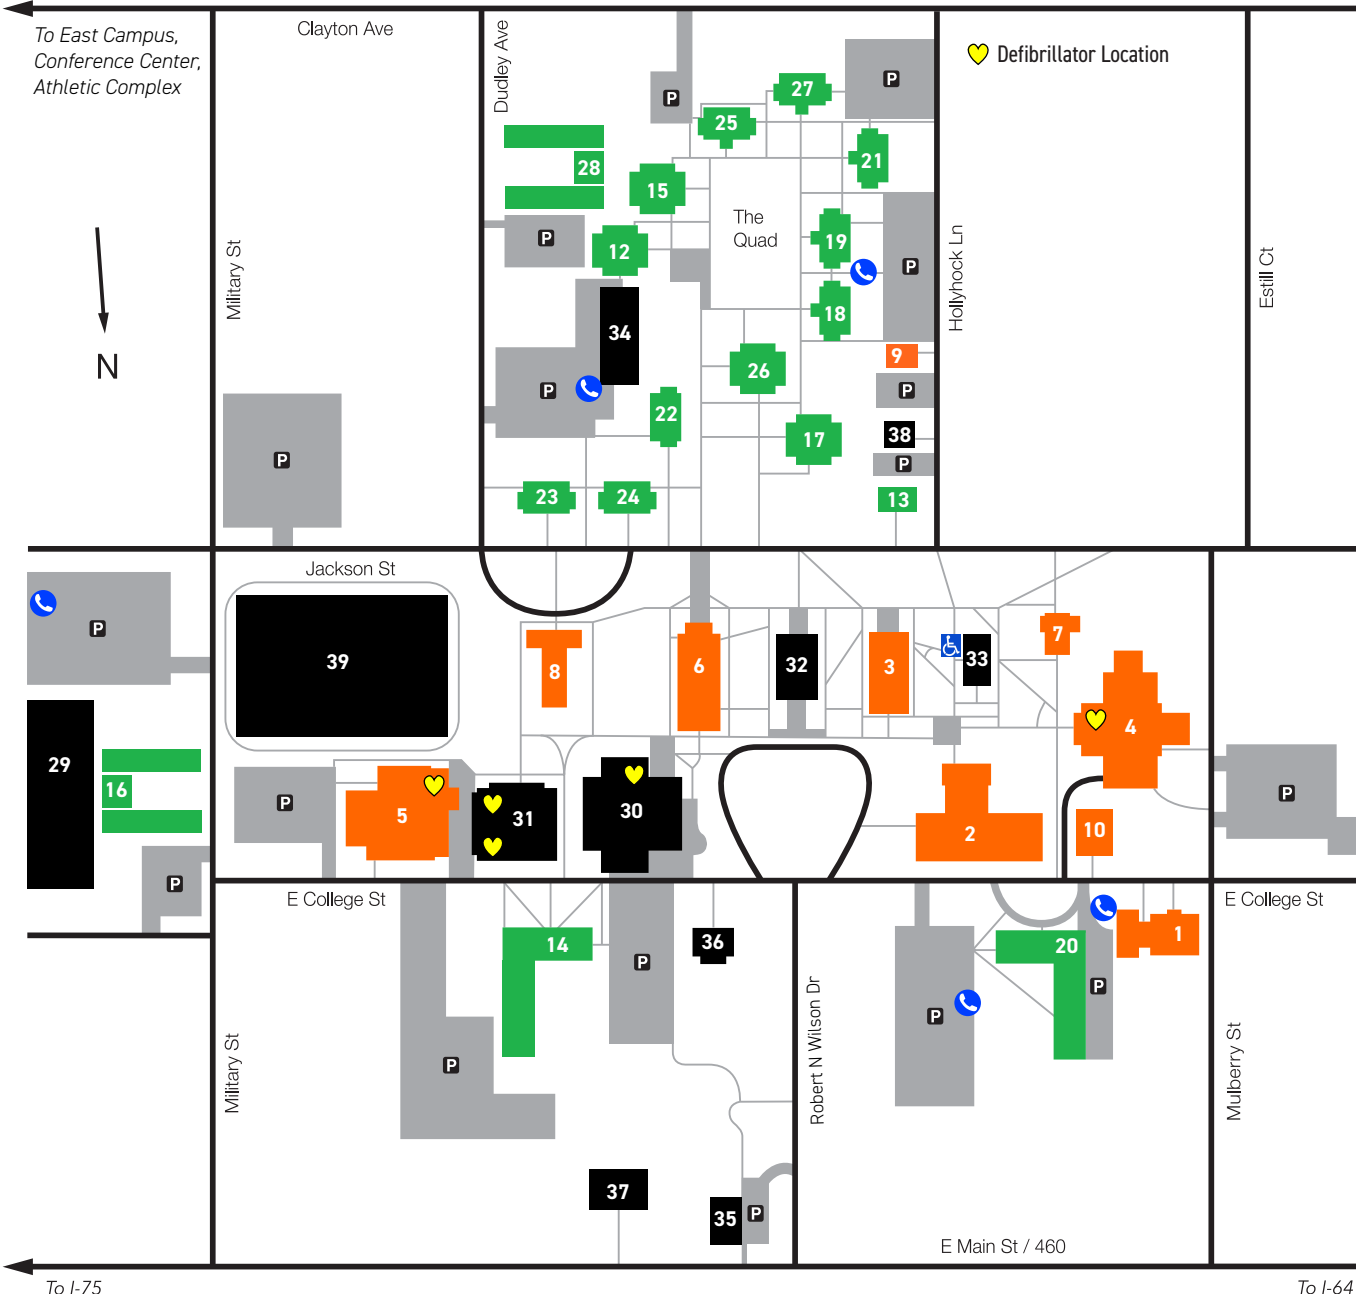 To East Campus,
Conference Center,
Athletic Complex
Clayton Ave
Dudley Ave
Defibrillator Location
P
P
27
25
21
28
15
The
Quad
19
P
12
P
Military St
Hollyhock Ln
Estill Ct
18
34
9
N
26
P
P
22
17
38
P
P
23
24
13
Jackson St
P
39
8
6
32
3
33
7
4
29
16
P
5
31
30
2
10
P
P
E College St
E College St
14
P
36
20
1
P
P
P
Military St
Robert N Wilson Dr
Mulberry St
37
35
P
E Main St / 460
To I-75
To I-64